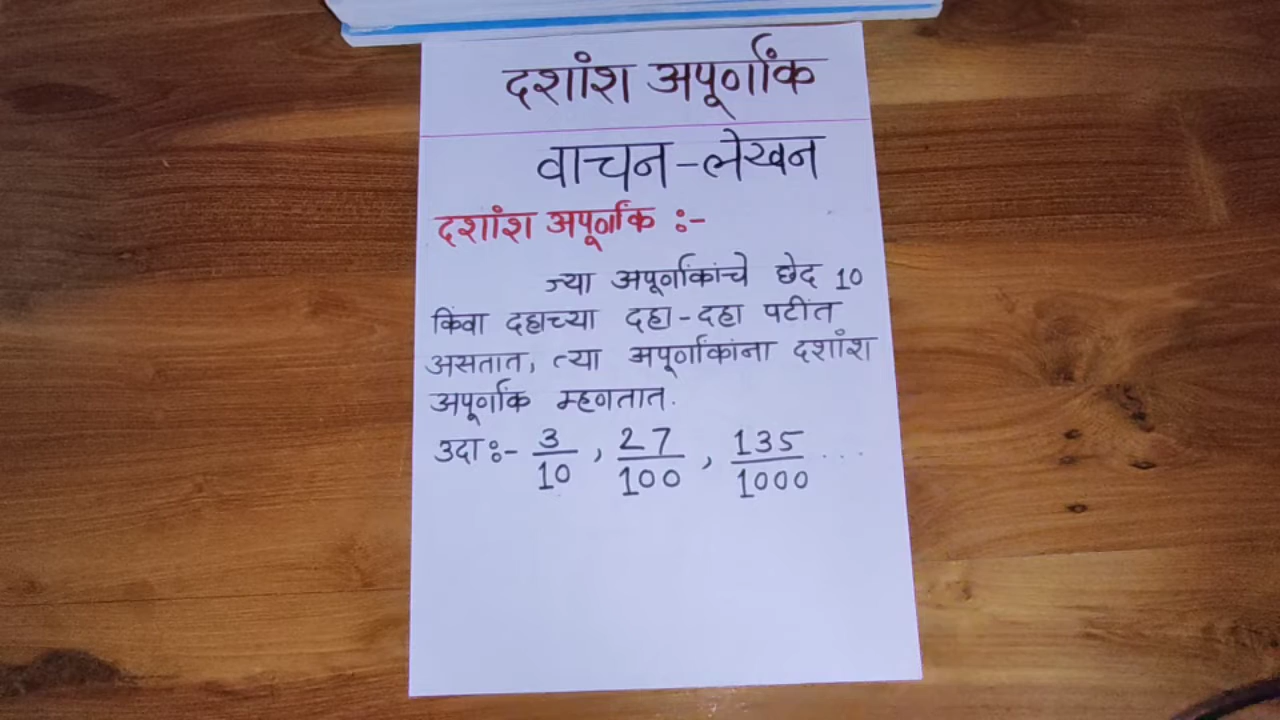 दशांश अपूर्णांक
वाचन-लेखन
दशांश अपूर्णांक :-
ज्या अपूर्णांकांचे छेद 10
किंवा दहाच्या दहा-दहा पटीत
असतात, त्या अपूर्णांकांना दशांश
अपूर्णांक म्हणतात.
उदा:- 3/10, 27/100, 135/1000 ...